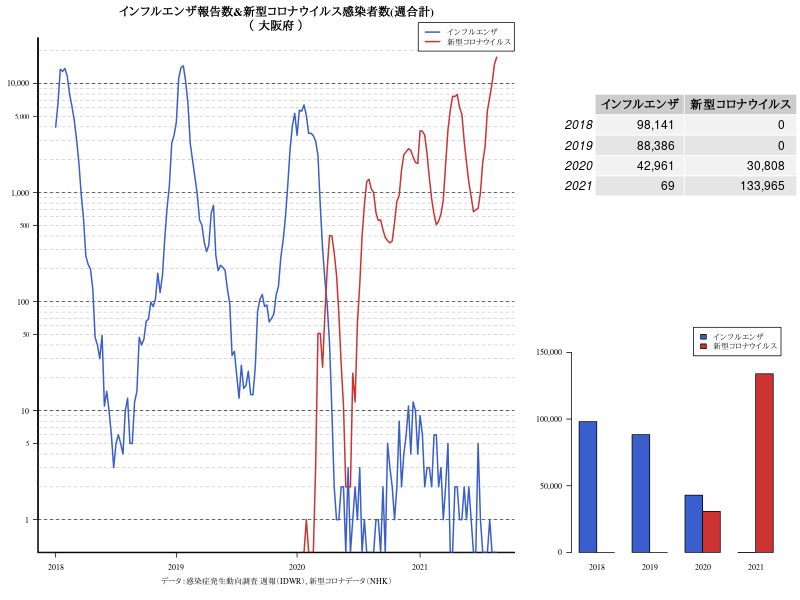 インフルエンザ報告数&新型コロナウイルス感染者数(週合計)
( 大阪府 )
インフルエンザ
新型コロナウイルス
10,000
5,000
1,000
500
100
50
10
5
1
2018 2019 2020 2021
データ：感染症発生動向調査 週報(IDWR)、新型コロナデータ(NHK)
インフルエンザ 新型コロナウイルス
2018 98,141 0
2019 88,386 0
2020 42,961 30,808
2021 69 133,965
インフルエンザ
新型コロナウイルス
150,000
100,000
50,000
0
2018 2019 2020 2021